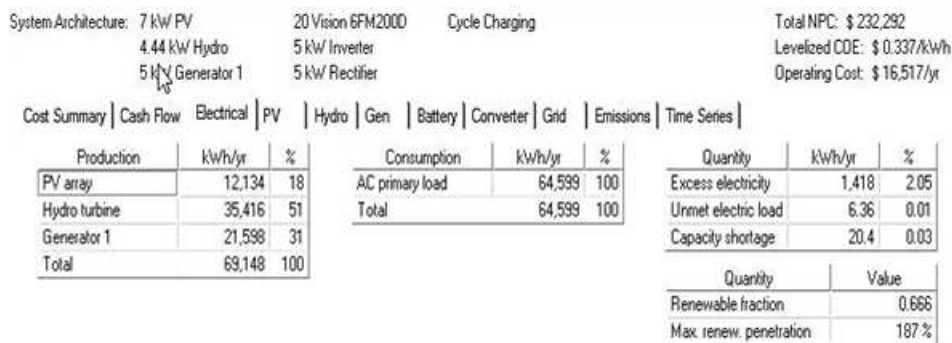 System Architecture: 7 kW PV 20 Vision 6FM200D Cycle Charging Total NPC: $ 232,292
4.44 kW Hydro 5 kW Inverter Levelized COE: $ 0.337/kWh
5 kW Generator 1 5 kW Rectifier Operating Cost: $ 16,517/yr
Cost Summary Cash Flow Electrical PV Hydro Gen Battery Converter Grid Emissions Time Series
Production kWh/yr % Consumption kWh/yr % Quantity kWh/yr %
PV array 12,134 18 AC primary load 64,599 100 Excess electricity 1,418 2.05
Hydro turbine 35,416 51 Total 64,599 100 Unmet electric load 6.36 0.01
Generator 1 21,598 31 Capacity shortage 20.4 0.03
Total 69,148 100
Quantity Value
Renewable fraction 0.666
Max. renew. penetration 187 %